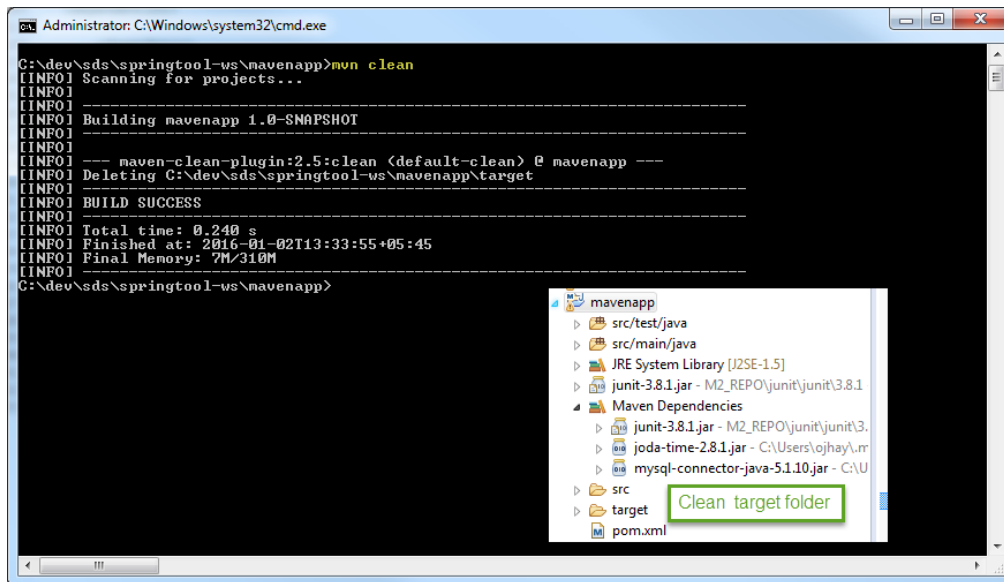 Administrator: C:\Windows\system32\cmd.exe
C:\dev\sds\springtool-ws\mavenapp>mvn clean
[INFO] Scanning for projects...
[INFO]
[INFO] ------------------------------------------------------------------------
[INFO] Building mavenapp 1.0-SNAPSHOT
[INFO] ------------------------------------------------------------------------
[INFO]
[INFO] --- maven-clean-plugin:2.5:clean (default-clean) @ mavenapp ---
[INFO] Deleting C:\dev\sds\springtool-ws\mavenapp\target
[INFO] ------------------------------------------------------------------------
[INFO] BUILD SUCCESS
[INFO] ------------------------------------------------------------------------
[INFO] Total time: 0.240 s
[INFO] Finished at: 2016-01-02T13:33:55+05:45
[INFO] Final Memory: 7M/310M
[INFO] ------------------------------------------------------------------------
C:\dev\sds\springtool-ws\mavenapp>
mavenapp
src/test/java
src/main/java
JRE System Library [J2SE-1.5]
junit-3.8.1.jar - M2_REPO\junit\junit\3.8.1
Maven Dependencies
junit-3.8.1.jar - M2_REPO\junit\junit\3.
joda-time-2.8.1.jar - C:\Users\ojhay\.m
mysql-connector-java-5.1.10.jar - C:\U
src
target
Clean target folder
pom.xml